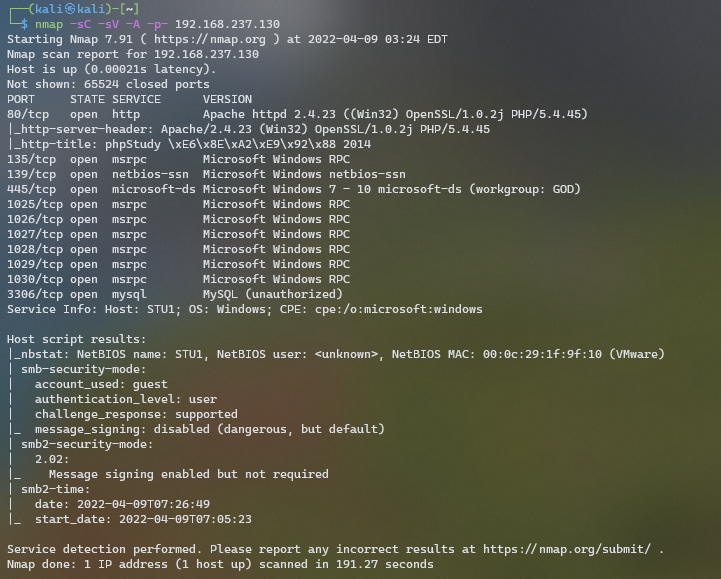 ┌──(kali㉿kali)-[~]
└─$ nmap -sC -sV -A -p- 192.168.237.130
Starting Nmap 7.91 ( https://nmap.org ) at 2022-04-09 03:24 EDT
Nmap scan report for 192.168.237.130
Host is up (0.00021s latency).
Not shown: 65524 closed ports
PORT     STATE SERVICE      VERSION
80/tcp   open  http         Apache httpd 2.4.23 ((Win32) OpenSSL/1.0.2j PHP/5.4.45)
|_http-server-header: Apache/2.4.23 (Win32) OpenSSL/1.0.2j PHP/5.4.45
|_http-title: phpStudy \xE6\x8E\xA2\xE9\x92\x88 2014
135/tcp  open  msrpc        Microsoft Windows RPC
139/tcp  open  netbios-ssn  Microsoft Windows netbios-ssn
445/tcp  open  microsoft-ds Microsoft Windows 7 - 10 microsoft-ds (workgroup: GOD)
1025/tcp open  msrpc        Microsoft Windows RPC
1026/tcp open  msrpc        Microsoft Windows RPC
1027/tcp open  msrpc        Microsoft Windows RPC
1028/tcp open  msrpc        Microsoft Windows RPC
1029/tcp open  msrpc        Microsoft Windows RPC
1030/tcp open  msrpc        Microsoft Windows RPC
3306/tcp open  mysql        MySQL (unauthorized)
Service Info: Host: STU1; OS: Windows; CPE: cpe:/o:microsoft:windows

Host script results:
|_nbstat: NetBIOS name: STU1, NetBIOS user: <unknown>, NetBIOS MAC: 00:0c:29:1f:9f:10 (VMware)
| smb-security-mode:
|   account_used: guest
|   authentication_level: user
|   challenge_response: supported
|_  message_signing: disabled (dangerous, but default)
| smb2-security-mode:
|   2.02:
|_    Message signing enabled but not required
| smb2-time:
|   date: 2022-04-09T07:26:49
|_  start_date: 2022-04-09T07:05:23

Service detection performed. Please report any incorrect results at https://nmap.org/submit/ .
Nmap done: 1 IP address (1 host up) scanned in 191.27 seconds